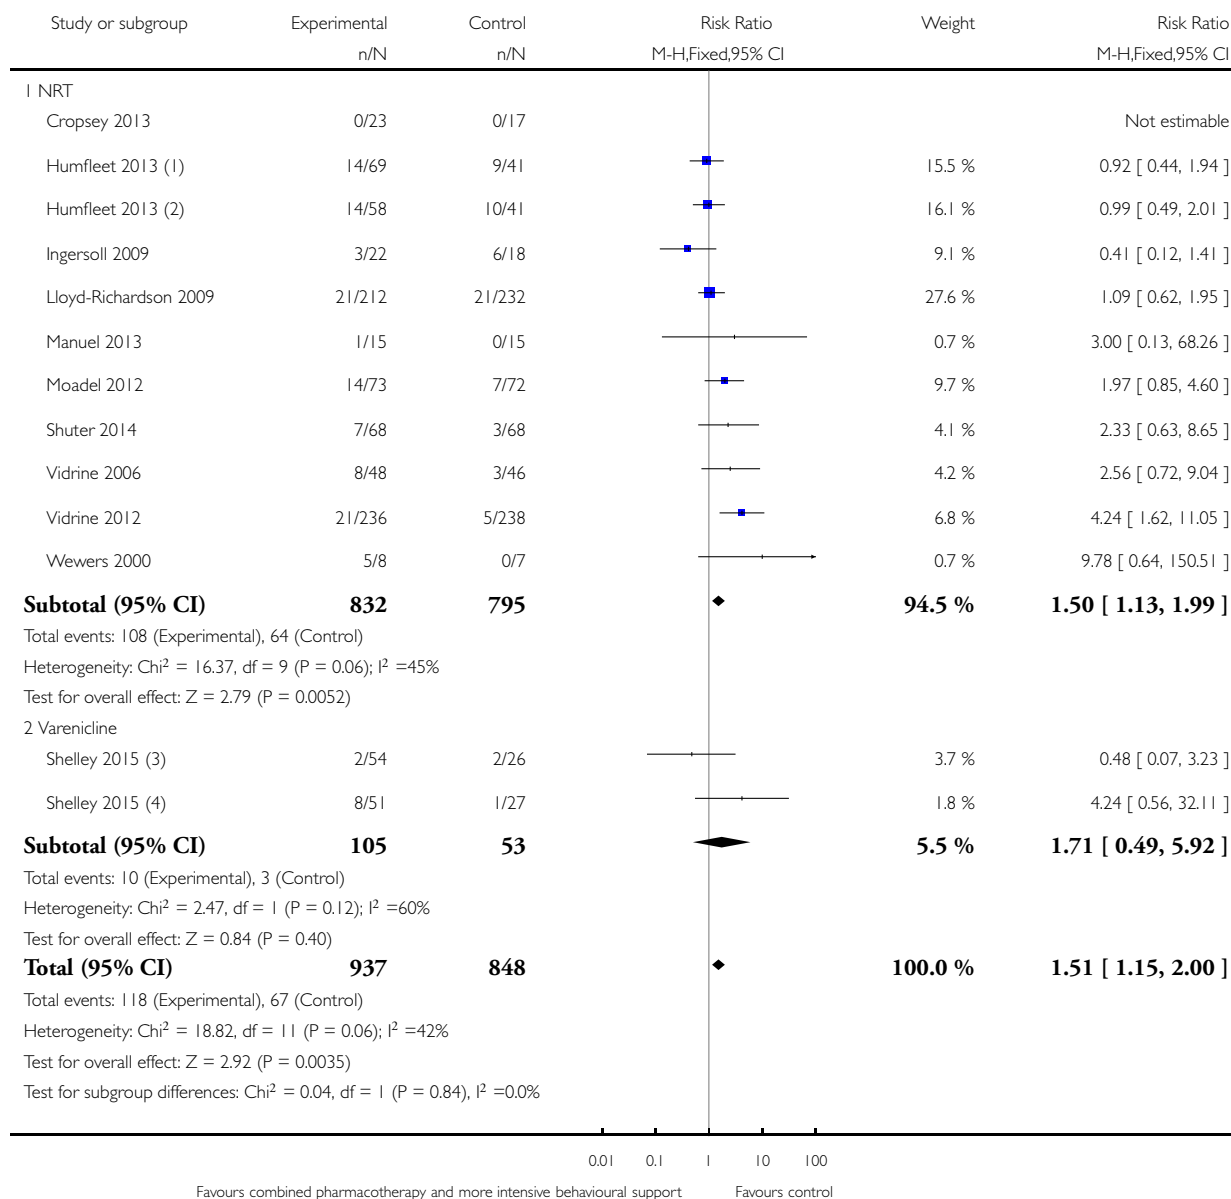 Study or subgroup Experimental Control Risk Ratio Weight Risk Ratio
n/N n/N M-H,Fixed,95% CI M-H,Fixed,95% CI
1 NRT
Cropsey 2013 0/23 0/17 Not estimable
Humfleet 2013 (1) 14/69 9/41 15.5 % 0.92 [ 0.44, 1.94 ]
Humfleet 2013 (2) 14/58 10/41 16.1 % 0.99 [ 0.49, 2.01 ]
Ingersoll 2009 3/22 6/18 9.1 % 0.41 [ 0.12, 1.41 ]
Lloyd-Richardson 2009 21/212 21/232 27.6 % 1.09 [ 0.62, 1.95 ]
Manuel 2013 1/15 0/15 0.7 % 3.00 [ 0.13, 68.26 ]
Moadel 2012 14/73 7/72 9.7 % 1.97 [ 0.85, 4.60 ]
Shuter 2014 7/68 3/68 4.1 % 2.33 [ 0.63, 8.65 ]
Vidrine 2006 8/48 3/46 4.2 % 2.56 [ 0.72, 9.04 ]
Vidrine 2012 21/236 5/238 6.8 % 4.24 [ 1.62, 11.05 ]
Wewers 2000 5/8 0/7 0.7 % 9.78 [ 0.64, 150.51 ]
Subtotal (95% CI) 832 795 94.5 % 1.50 [ 1.13, 1.99 ]
Total events: 108 (Experimental), 64 (Control)
Heterogeneity: Chi² = 16.37, df = 9 (P = 0.06); I² =45%
Test for overall effect: Z = 2.79 (P = 0.0052)
2 Varenicline
Shelley 2015 (3) 2/54 2/26 3.7 % 0.48 [ 0.07, 3.23 ]
Shelley 2015 (4) 8/51 1/27 1.8 % 4.24 [ 0.56, 32.11 ]
Subtotal (95% CI) 105 53 5.5 % 1.71 [ 0.49, 5.92 ]
Total events: 10 (Experimental), 3 (Control)
Heterogeneity: Chi² = 2.47, df = 1 (P = 0.12); I² =60%
Test for overall effect: Z = 0.84 (P = 0.40)
Total (95% CI) 937 848 100.0 % 1.51 [ 1.15, 2.00 ]
Total events: 118 (Experimental), 67 (Control)
Heterogeneity: Chi² = 18.82, df = 11 (P = 0.06); I² =42%
Test for overall effect: Z = 2.92 (P = 0.0035)
Test for subgroup differences: Chi² = 0.04, df = 1 (P = 0.84), I² =0.0%
0.01 0.1 1 10 100
Favours combined pharmacotherapy and more intensive behavioural support Favours control